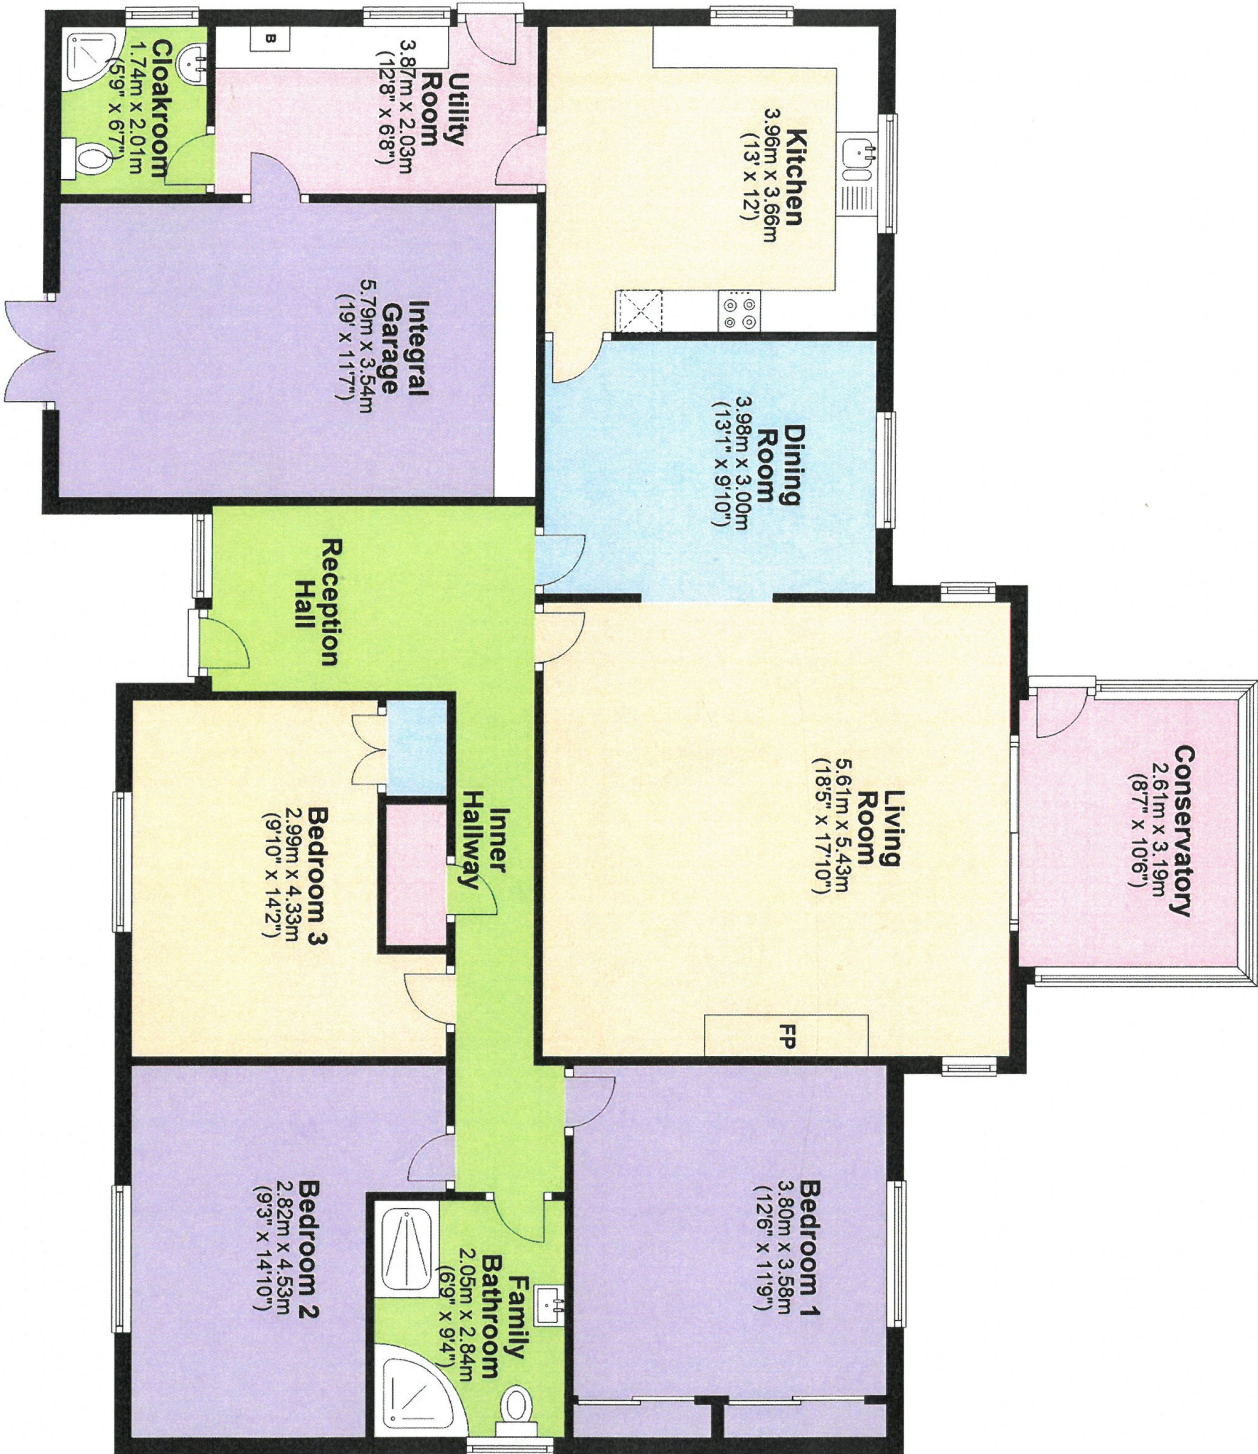 Conservatory
2.61m x 3.19m
(8'7" x 10'6")
Kitchen
3.96m x 3.66m
(13' x 12')
Dining
Room
3.98m x 3.00m
(13'1" x 9'10")
Living
Room
5.61m x 5.43m
(18'5" x 17'10")
FP
Bedroom 1
3.80m x 3.58m
(12'6" x 11'9")
Utility
Room
3.87m x 2.03m
(12'8" x 6'8")
B
Cloakroom
1.74m x 2.01m
(5'9" x 6'7")
Integral
Garage
5.79m x 3.54m
(19' x 11'7")
Reception
Hall
Inner
Hallway
Family
Bathroom
2.05m x 2.84m
(6'9" x 9'4")
Bedroom 3
2.99m x 4.33m
(9'10" x 14'2")
Bedroom 2
2.82m x 4.53m
(9'3" x 14'10")